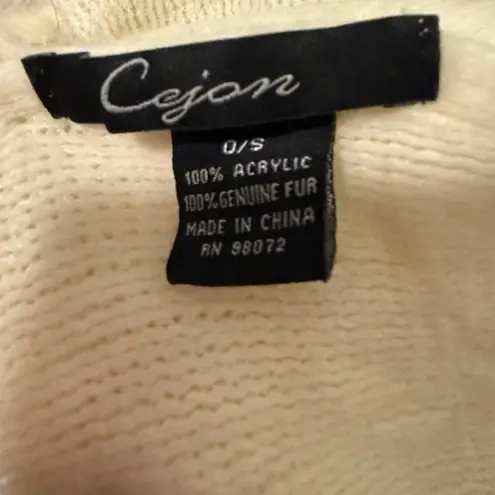 Cejon
O/S
100% ACRYLIC
100%GENUINE FUR
MADE IN CHINA
RN 98072